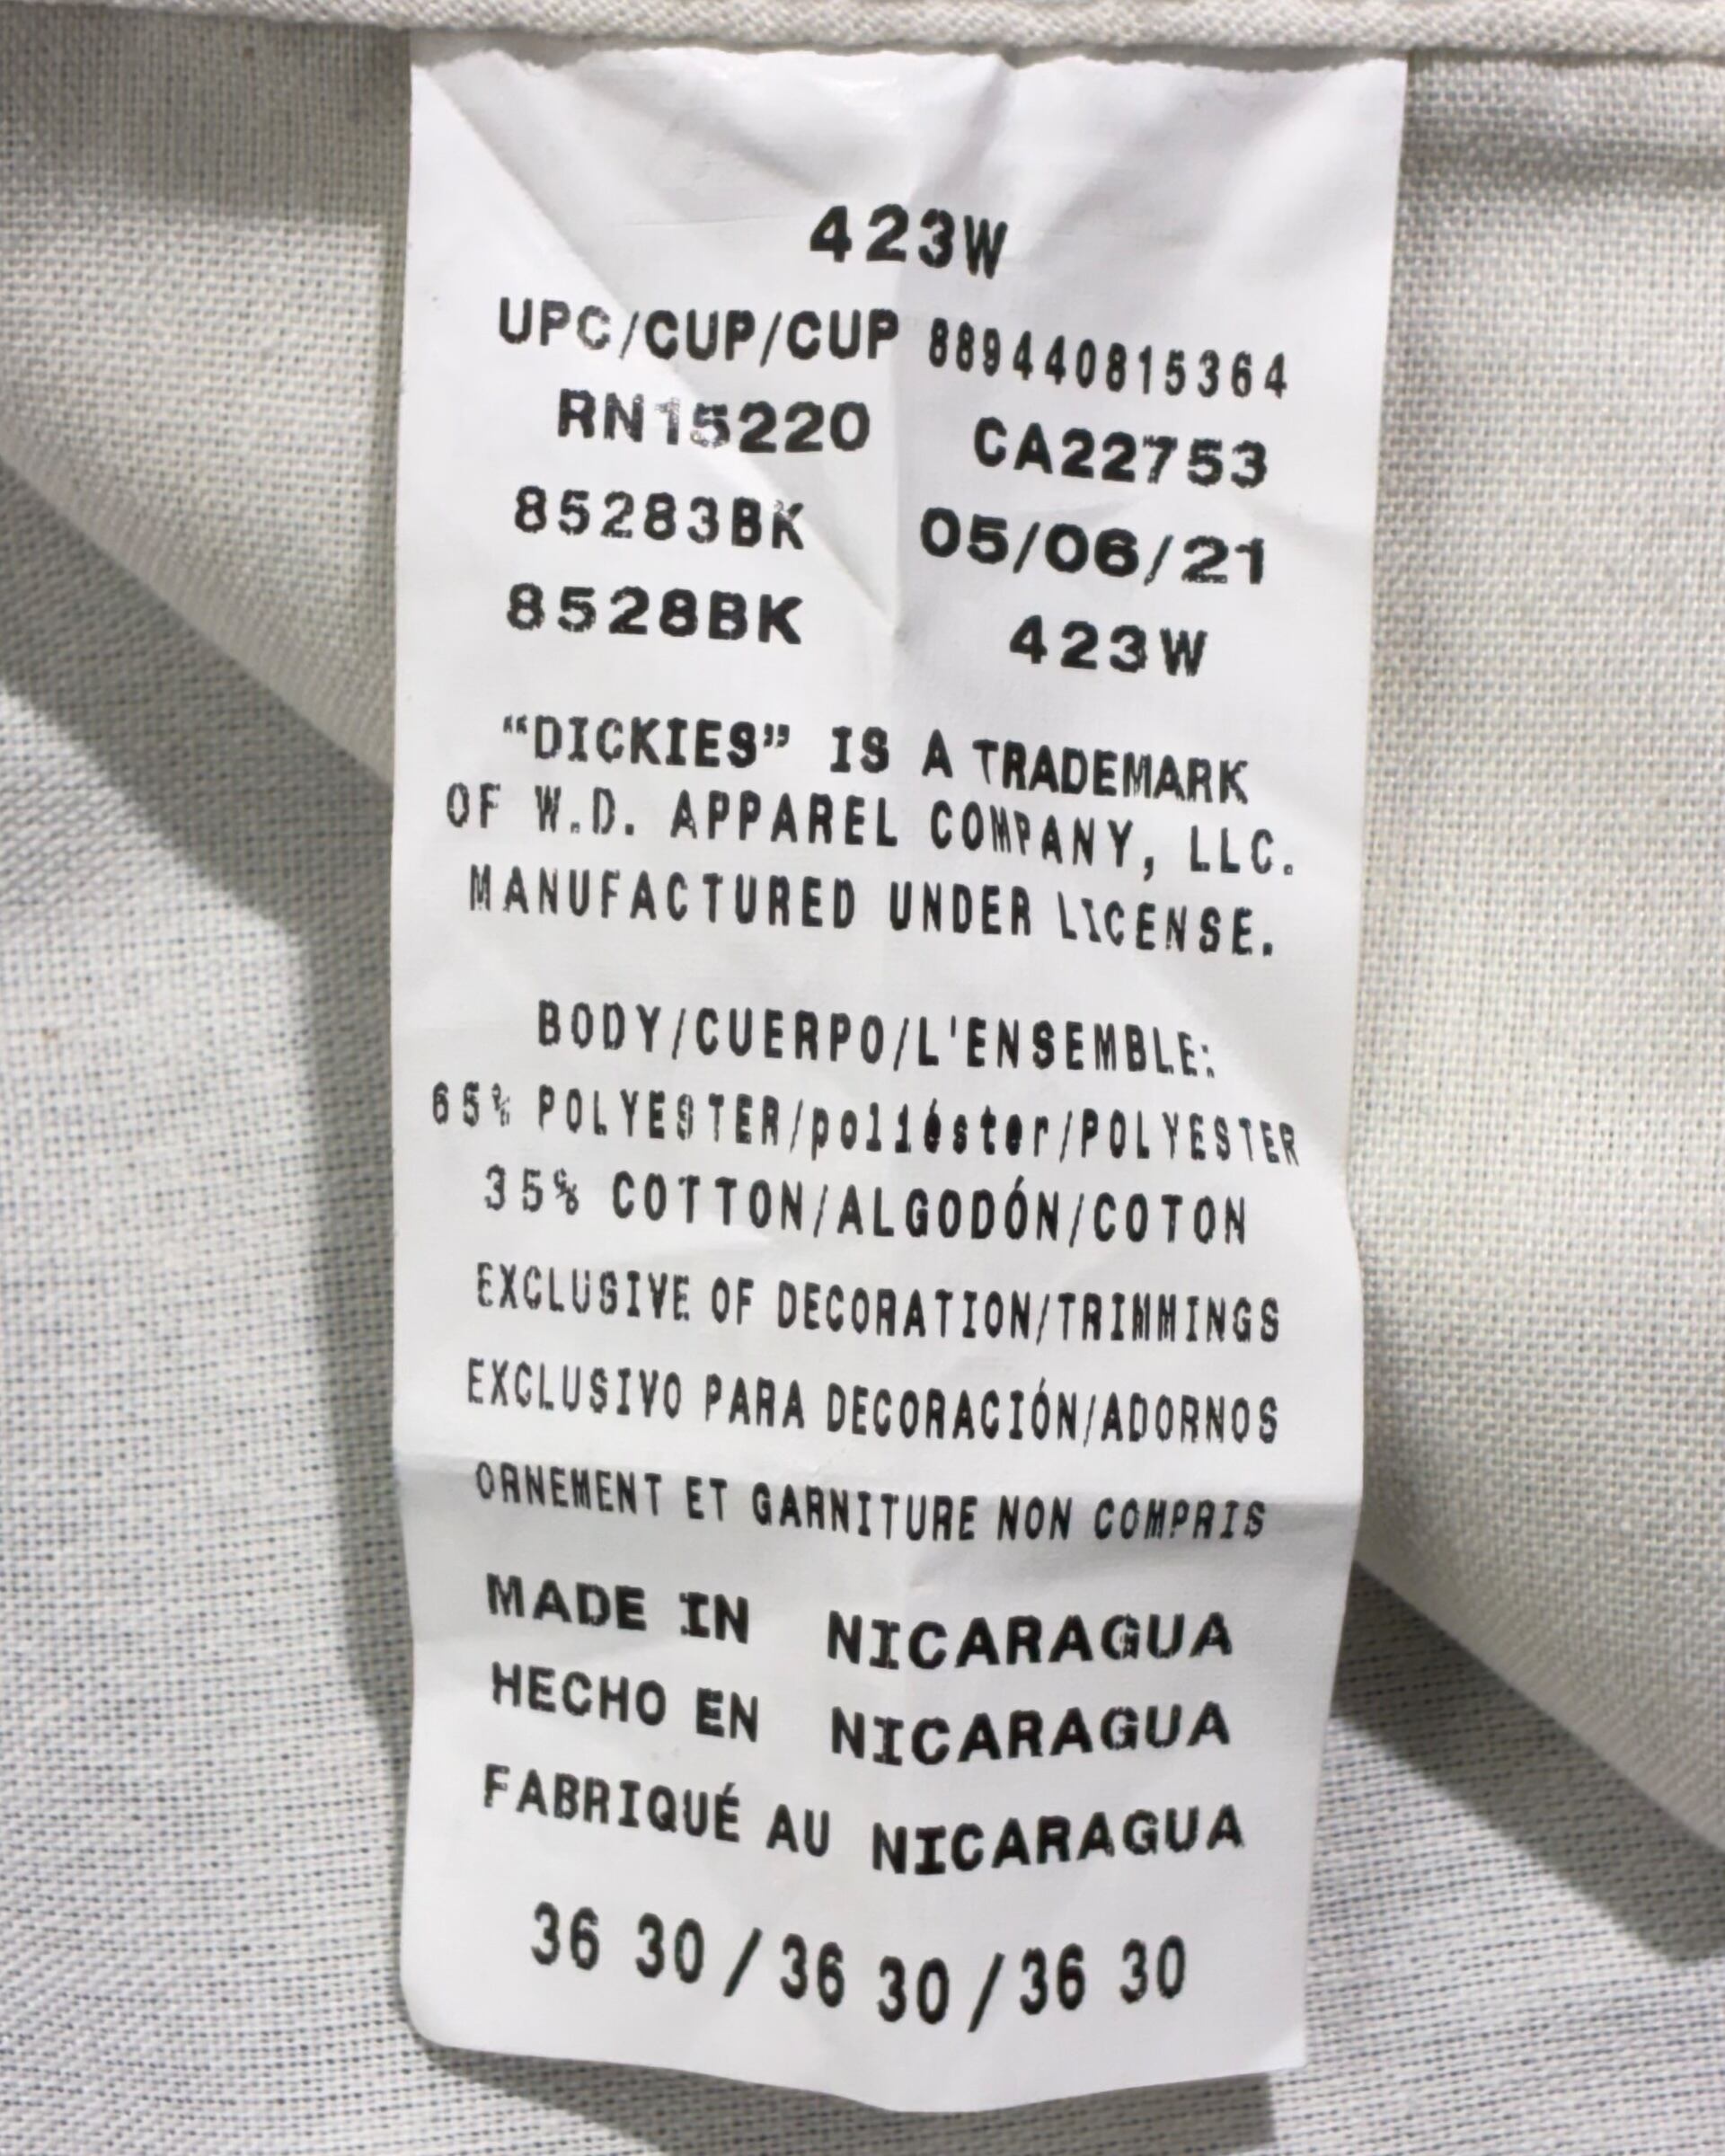 423W
UPC/CUP/CUP 889440815364
RN15220 CA22753
85283BK 05/06/21
8528BK 423W
“DICKIES” IS A TRADEMARK
OF W.D. APPAREL COMPANY, LLC.
MANUFACTURED UNDER LICENSE.
BODY/CUERPO/L'ENSEMBLE:
65% POLYESTER/poliéster/POLYESTER
35% COTTON/ALGODÓN/COTON
EXCLUSIVE OF DECORATION/TRIMMINGS
EXCLUSIVO PARA DECORACIÓN/ADORNOS
ORNEMENT ET GARNITURE NON COMPRIS
MADE IN NICARAGUA
HECHO EN NICARAGUA
FABRIQUÉ AU NICARAGUA
36 30 / 36 30 / 36 30